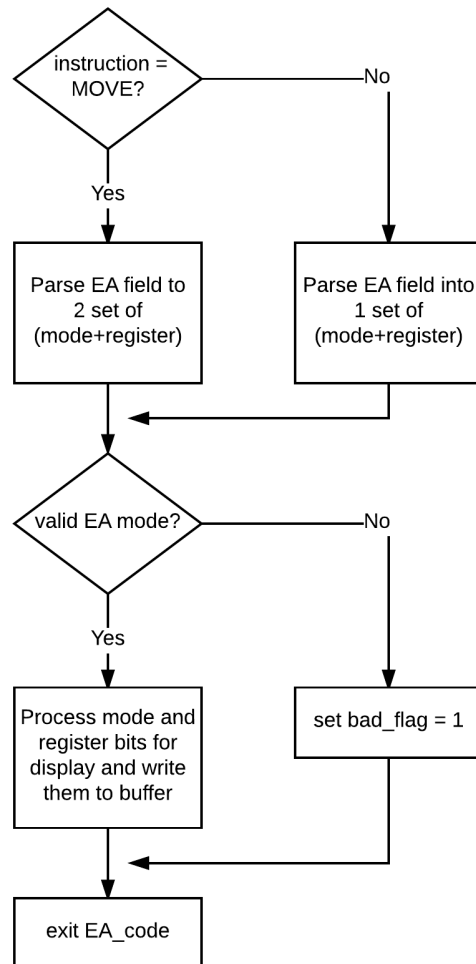 instruction =
MOVE?
No
Yes
Parse EA field to
2 set of
(mode+register)
Parse EA field into
1 set of
(mode+register)
valid EA mode?
No
Yes
Process mode and
register bits for
display and write
them to buffer
set bad_flag = 1
exit EA_code